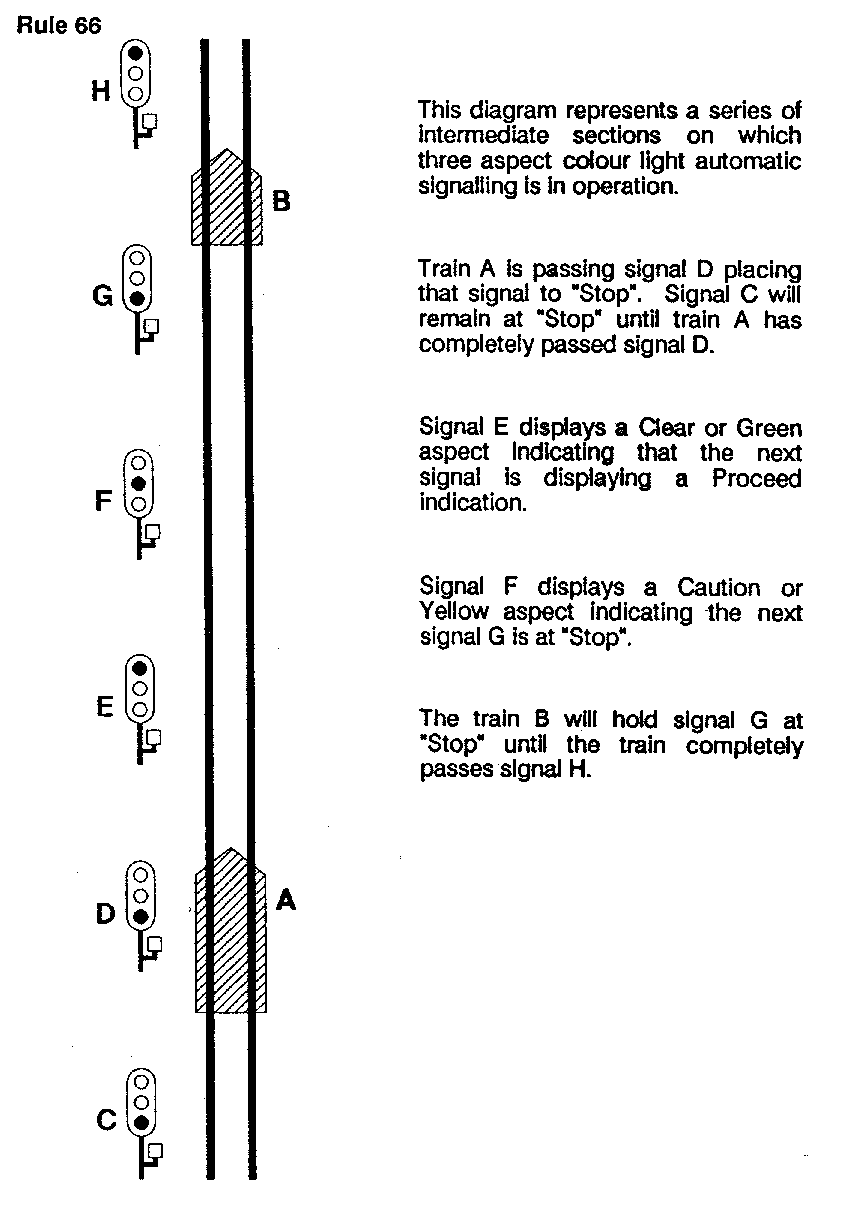 Rule 66
H
This diagram represents a series of
intermediate sections on which
three aspect colour light automatic
signalling is in operation.
B
G
Train A is passing signal D placing
that signal to "Stop". Signal C will
remain at "Stop" until train A has
completely passed signal D.
Signal E displays a Clear or Green
aspect indicating that the next
signal is displaying a Proceed
indication.
F
Signal F displays a Caution or
Yellow aspect indicating the next
signal G is at "Stop".
E
The train B will hold signal G at
"Stop" until the train completely
passes signal H.
D
A
C